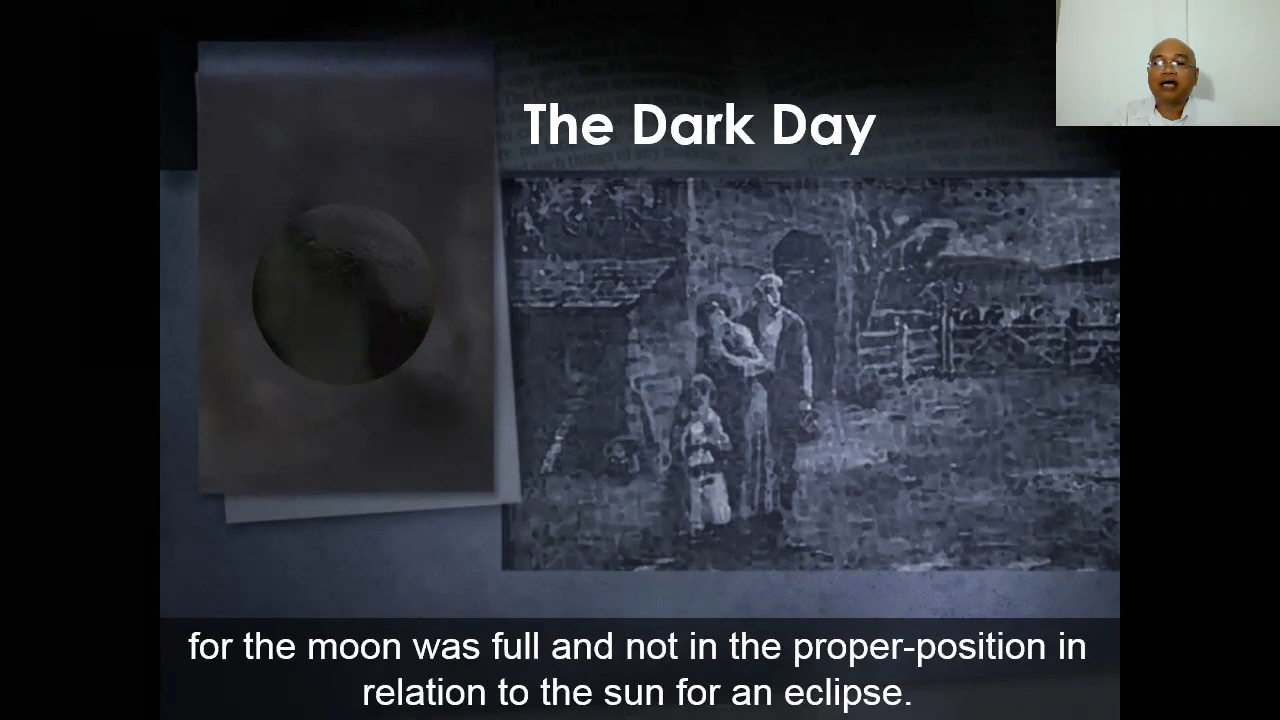 The Dark Day
for the moon was full and not in the proper-position in
relation to the sun for an eclipse.